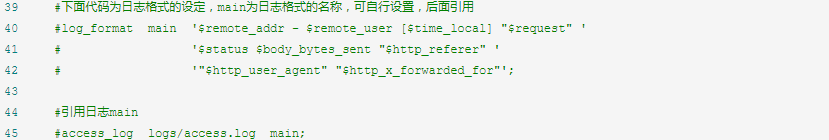 39 #下面代码为日志格式的设定，main为日志格式的名称，可自行设置，后面引用
40 #log_format main '$remote_addr - $remote_user [$time_local] "$request" '
41 # '$status $body_bytes_sent "$http_referer" '
42 # '"$http_user_agent" "$http_x_forwarded_for"';
43
44 #引用日志main
45 #access_log logs/access.log main;